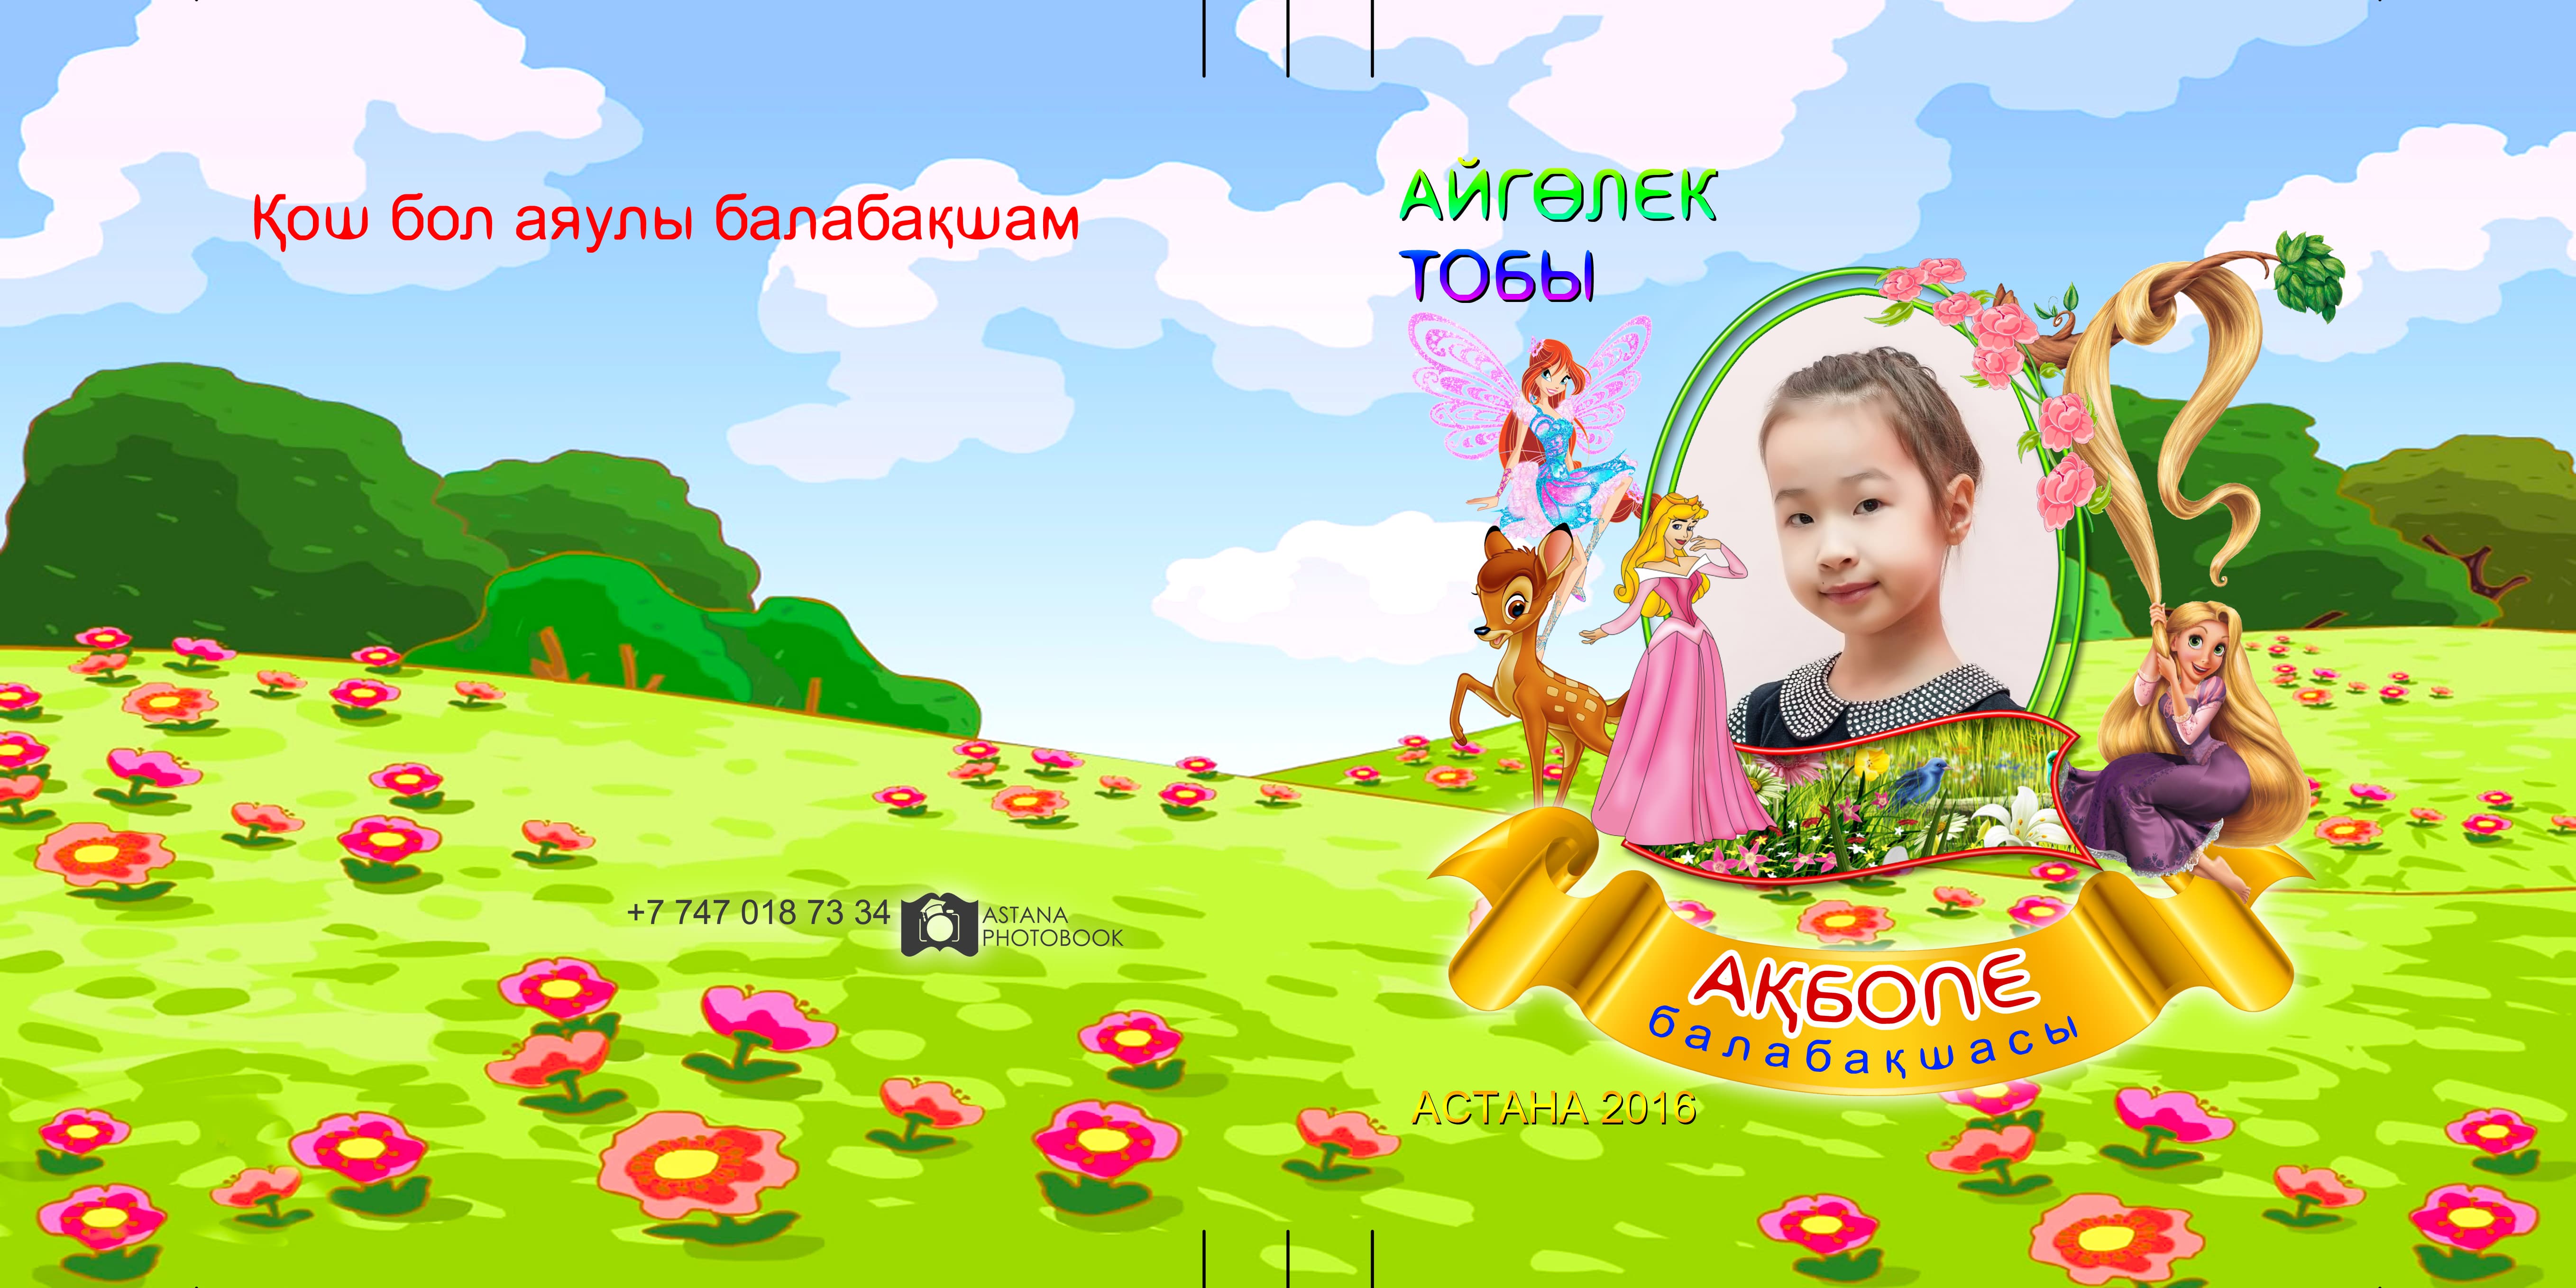 Қош бол аяулы балабақшам
+7 747 018 73 34
ASTANA
PHOTOBOOK
АЙГӨЛЕК
ТОБЫ
АҚБОПЕ
балабақшасы
АСТАНА 2016